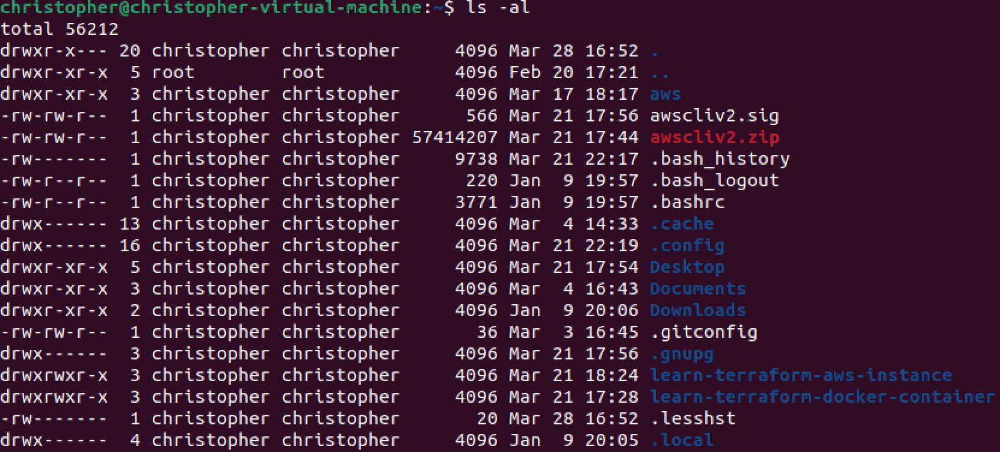 christopher@christopher-virtual-machine:~$ ls -al
total 56212
drwxr-x--- 20 christopher christopher     4096 Mar 28 16:52 .
drwxr-xr-x  5 root        root            4096 Feb 20 17:21 ..
drwxr-xr-x  3 christopher christopher     4096 Mar 17 18:17 aws
-rw-rw-r--  1 christopher christopher      566 Mar 21 17:56 awscliv2.sig
-rw-rw-r--  1 christopher christopher 57414207 Mar 21 17:44 awscliv2.zip
-rw-------  1 christopher christopher     9738 Mar 21 22:17 .bash_history
-rw-r--r--  1 christopher christopher      220 Jan  9 19:57 .bash_logout
-rw-r--r--  1 christopher christopher     3771 Jan  9 19:57 .bashrc
drwx------ 13 christopher christopher     4096 Mar  4 14:33 .cache
drwx------ 16 christopher christopher     4096 Mar 21 22:19 .config
drwxr-xr-x  5 christopher christopher     4096 Mar 21 17:54 Desktop
drwxr-xr-x  3 christopher christopher     4096 Mar  4 16:43 Documents
drwxr-xr-x  2 christopher christopher     4096 Jan  9 20:06 Downloads
-rw-rw-r--  1 christopher christopher       36 Mar  3 16:45 .gitconfig
drwx------  3 christopher christopher     4096 Mar 21 17:56 .gnupg
drwxrwxr-x  3 christopher christopher     4096 Mar 21 18:24 learn-terraform-aws-instance
drwxrwxr-x  3 christopher christopher     4096 Mar 21 17:28 learn-terraform-docker-container
-rw-------  1 christopher christopher       20 Mar 28 16:52 .lesshst
drwx------  4 christopher christopher     4096 Jan  9 20:05 .local